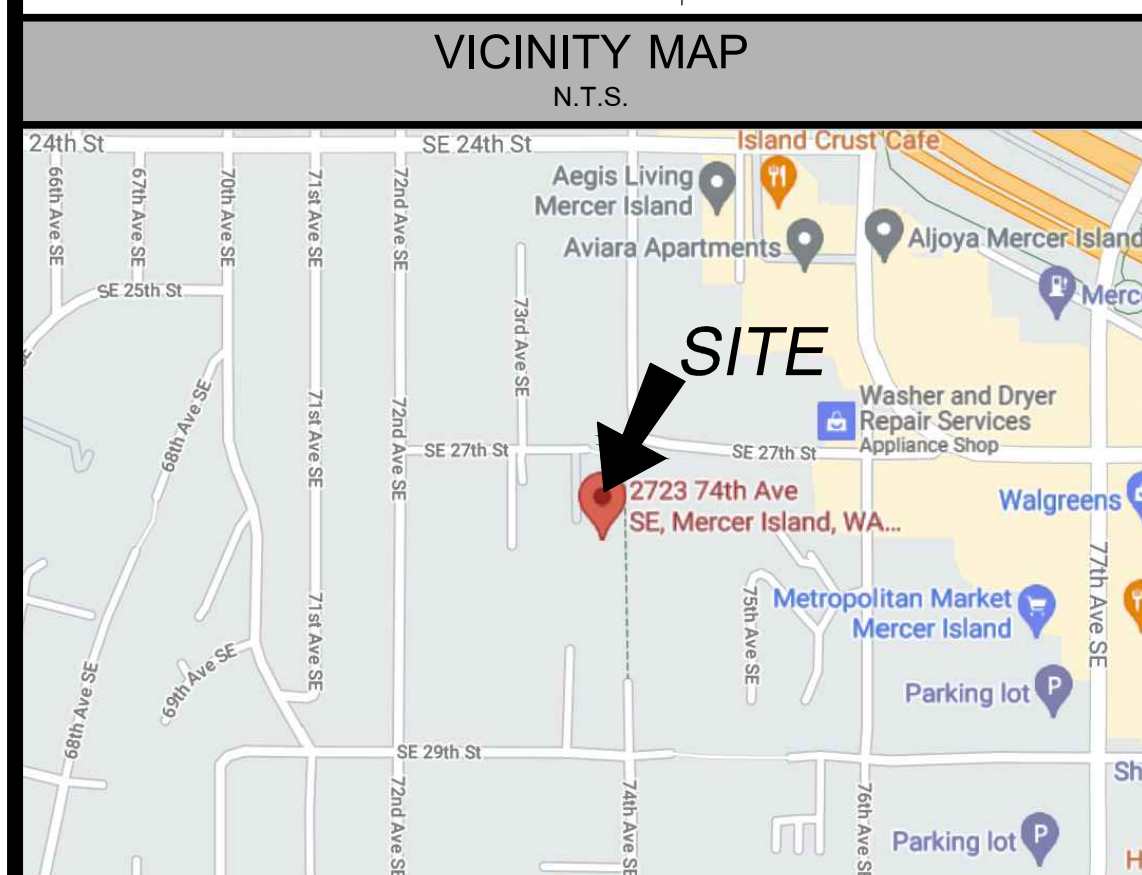 VICINITY MAP
N.T.S.
24th St
SE 24th St
Island Crust Cafe
Aegis Living
Mercer Island
Aviara Apartments
Aljoya Mercer Island
66th Ave SE
67th Ave SE
70th Ave SE
71st Ave SE
72nd Ave SE
SE 25th St
73rd Ave SE
Merc
SITE
68th Ave SE
71st Ave SE
72nd Ave SE
Washer and Dryer
Repair Services
Appliance Shop
SE 27th St
SE 27th St
2723 74th Ave
SE, Mercer Island, WA...
Walgreens
77th Ave SE
71st Ave SE
75th Ave SE
Metropolitan Market
Mercer Island
69th Ave SE
68th Ave SE
Parking lot
P
SE 29th St
72nd Ave SE
74th Ave SE
76th Ave SE
Sh
Parking lot
P
H